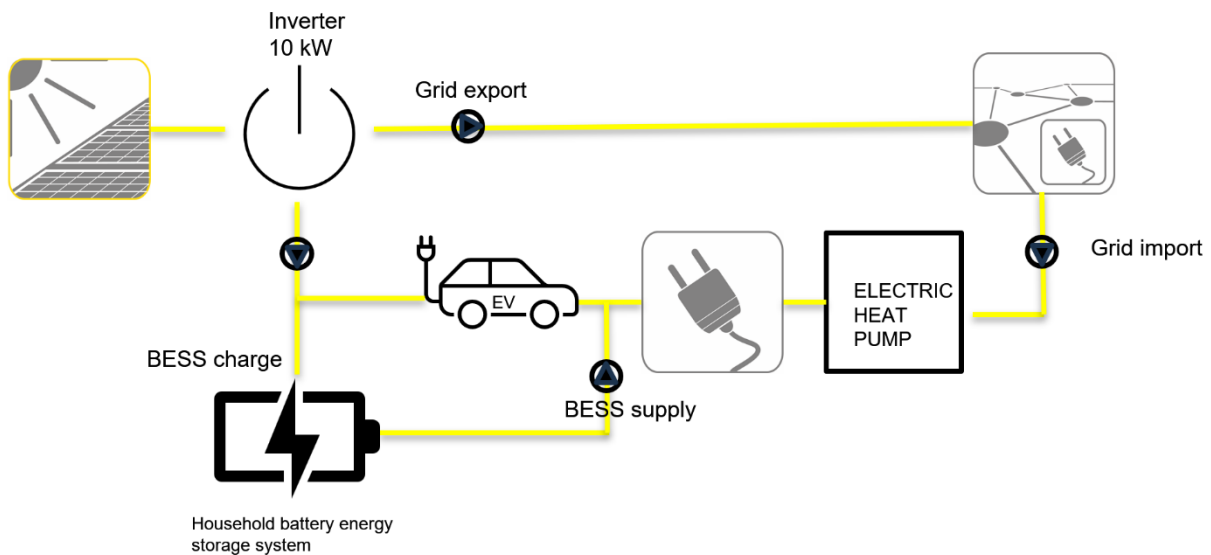 Inverter
10 kW
Grid export
Grid import
EV
ELECTRIC
HEAT
PUMP
BESS charge
BESS supply
Household battery energy
storage system